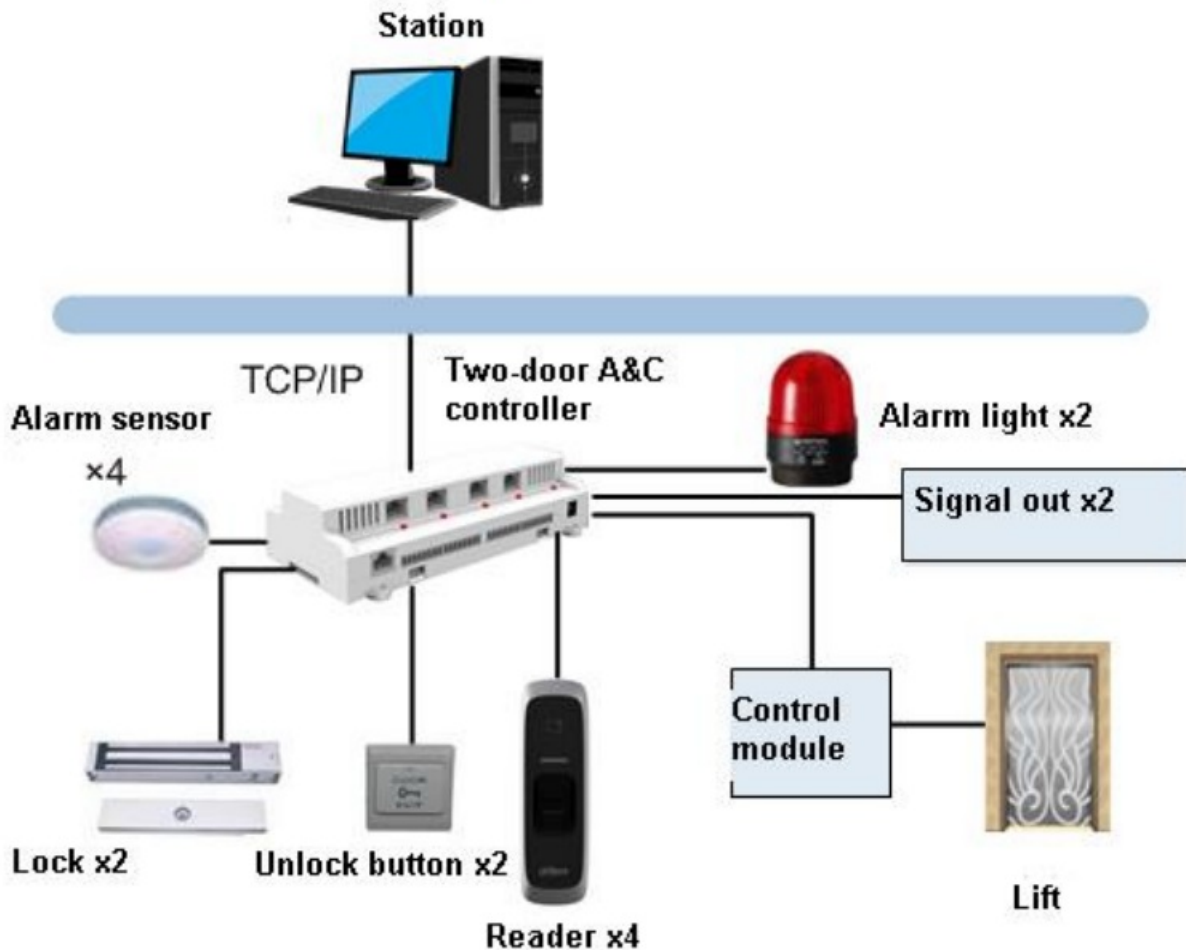 Station
TCP/IP
Two-door A&C
controller
Alarm sensor
×4
Alarm light x2
Signal out x2
Control
module
Lock x2
Unlock button x2
Reader x4
Lift